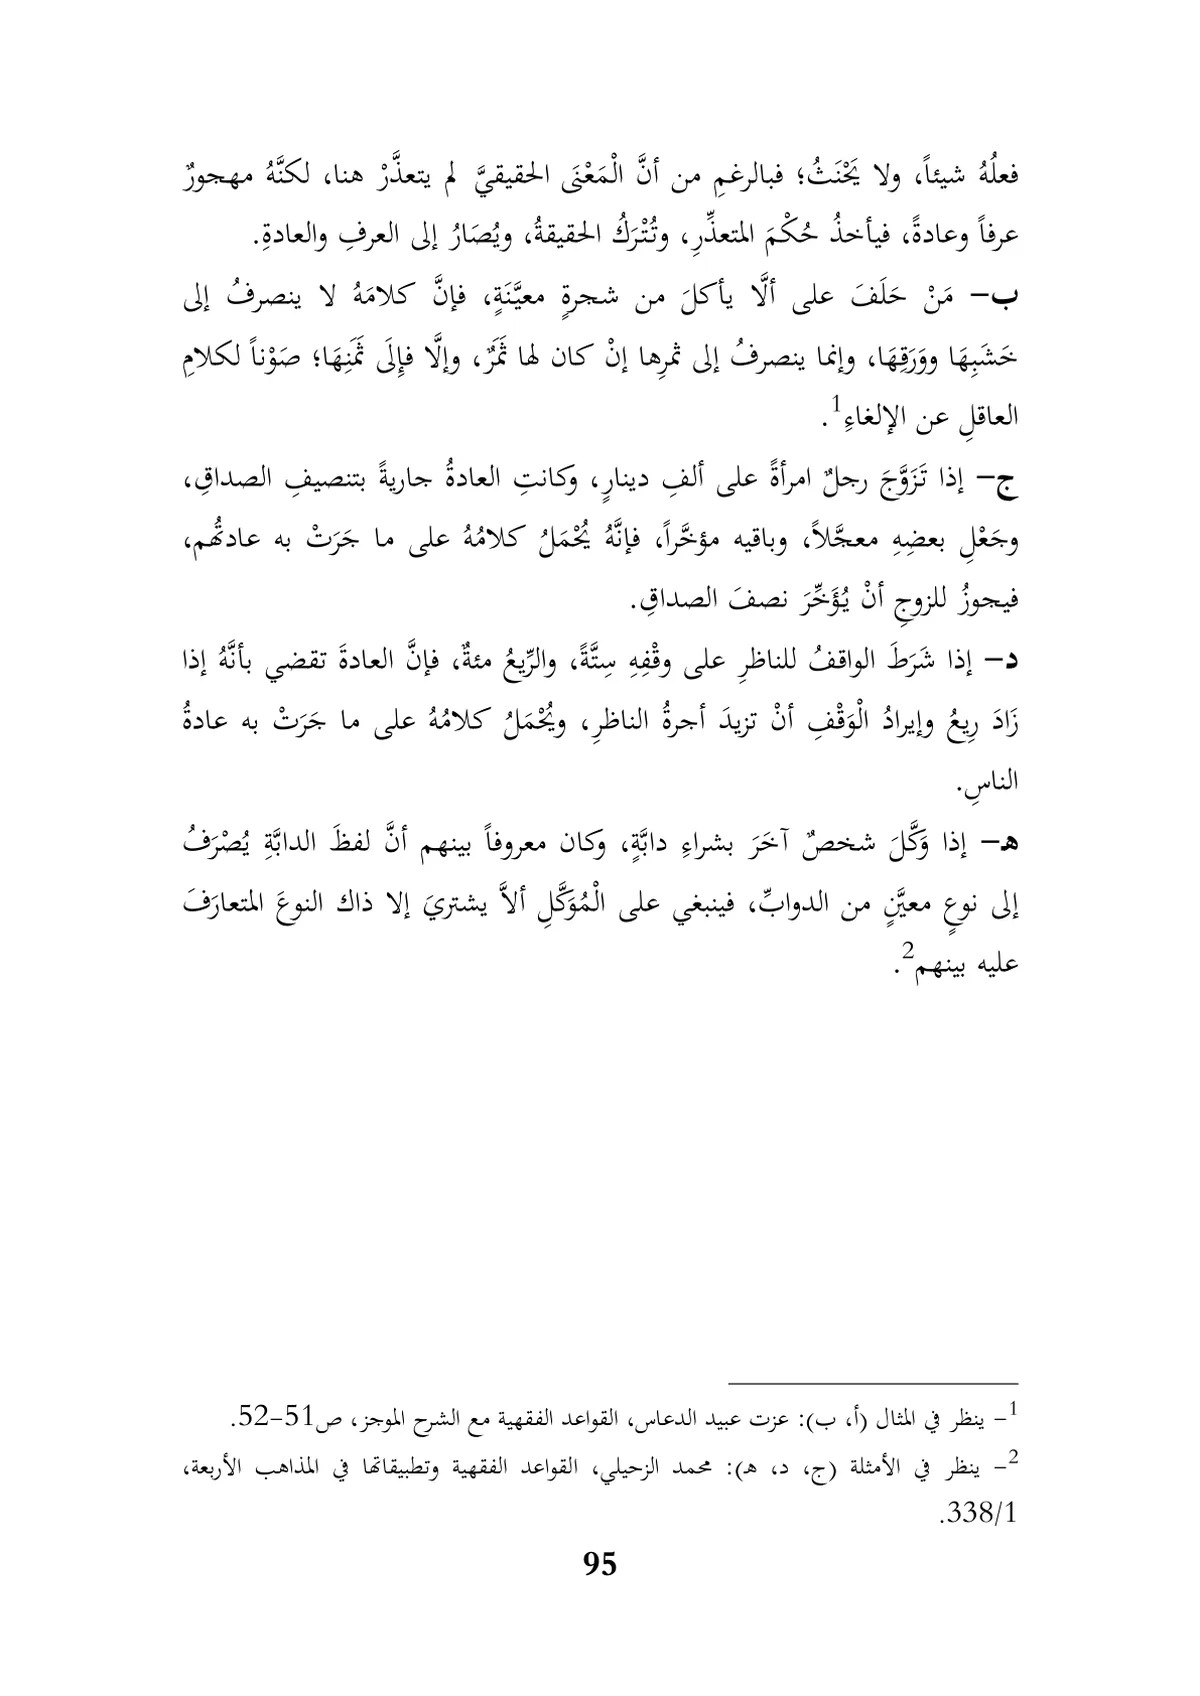 فعلُهُ شيئاً، ولا يَحْنَثُ؛ فبالرغمِ من أنَّ الْمَعْنَى الحقيقيَّ لم يتعذَّرْ هنا، لكنَّهُ مهجورٌ
عرفاً وعادةً، فيأخذُ حُكْمَ المتعذِّرِ، وتُتْرَكُ الحقيقةُ، ويُصَارُ إلى العرفِ والعادةِ.
ب- مَنْ حَلَفَ على ألَّا يأكلَ من شجرةٍ معيَّنَةٍ، فإنَّ كلامَهُ لا ينصرفُ إلى
خَشَبِهَا ووَرَقِهَا، وإنما ينصرفُ إلى ثمرِها إنْ كان لها ثَمَرٌ، وإلَّا فإِلَى ثَمَنِهَا؛ صَوْناً لكلامِ
العاقلِ عن الإلغاءِ1.
ج- إذا تَزَوَّجَ رجلٌ امرأةً على ألفِ دينارٍ، وكانتِ العادةُ جاريةً بتنصيفِ الصداقِ،
وجَعْلِ بعضِهِ معجَّلاً، وباقيه مؤخَّراً، فإنَّهُ يُحْمَلُ كلامُهُ على ما جَرَتْ به عادتُهُم،
فيجوزُ للزوجِ أنْ يُؤَخِّرَ نصفَ الصداقِ.
د- إذا شَرَطَ الواقفُ للناظرِ على وقْفِهِ سِتَّةً، والرِّيعُ مئةٌ، فإنَّ العادةَ تقضي بأنَّهُ إذا
زَادَ رِيعُ وإيرادُ الْوَقْفِ أنْ تزيدَ أجرةُ الناظرِ، ويُحْمَلُ كلامُهُ على ما جَرَتْ به عادةُ
الناسِ.
هـ- إذا وَكَّلَ شخصٌ آخَرَ بشراءِ دابَّةٍ، وكان معروفاً بينهم أنَّ لفظَ الدابَّةِ يُصْرَفُ
إلى نوعٍ معيَّنٍ من الدوابِّ، فينبغي على الْمُوَكَّلِ ألاَّ يشتريَ إلا ذاك النوعَ المتعارَفَ
عليه بينهم2.
1- ينظر في المثال (أ، ب): عزت عبيد الدعاس، القواعد الفقهية مع الشرح الموجز، ص51-52.
2- ينظر في الأمثلة (ج، د، هـ): محمد الزحيلي، القواعد الفقهية وتطبيقاتها في المذاهب الأربعة،
338/1.
95